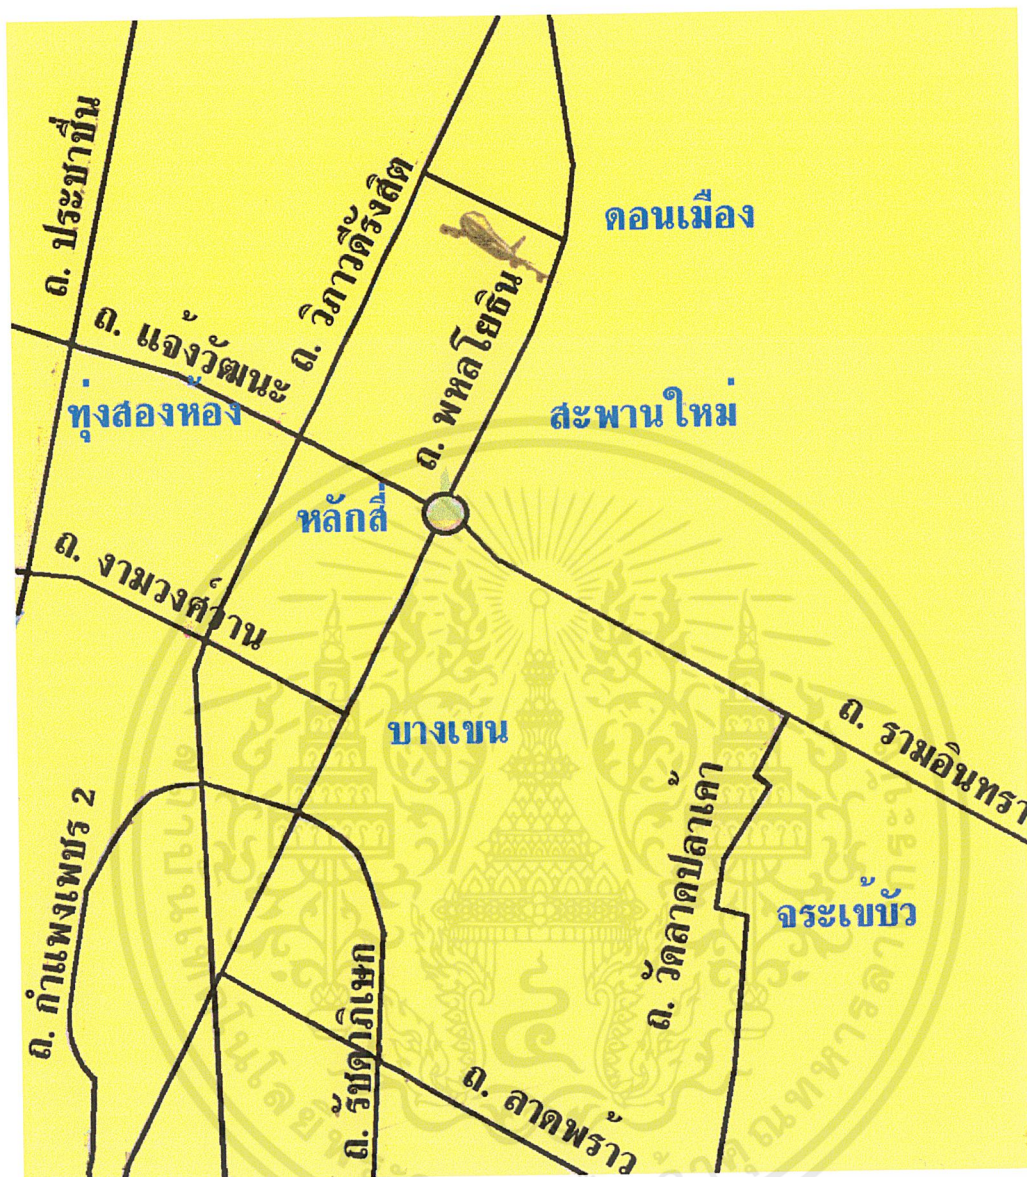 ถ. ประชาชื่น
ถ. วิภาวดีรังสิต
ดอนเมือง
ถ. แจ้งวัฒนะ
ถ. พหลโยธิน
ทุ่งสองห้อง
สะพานใหม่
หลักสี่
ถ. งามวงศ์วาน
บางเขน
ถ. รามอินทรา
ถ. กำแพงเพชร 2
ถ. วัดลาดปลาเค้า
จรเข้บัว
ถ. รัชดาภิเษก
ถ. ลาดพร้าว